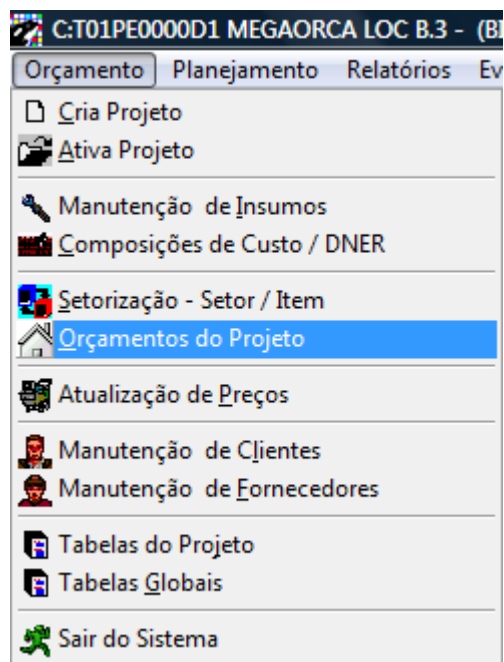 C:T01PE0000D1 MEGAORCA LOC B.3 - (B
Orçamento Planejamento Relatórios Ev
Cria Projeto
Ativa Projeto
Manutenção de Insumos
Composições de Custo / DNER
Setorização - Setor / Item
Orçamentos do Projeto
Atualização de Preços
Manutenção de Clientes
Manutenção de Fornecedores
Tabelas do Projeto
Tabelas Globais
Sair do Sistema